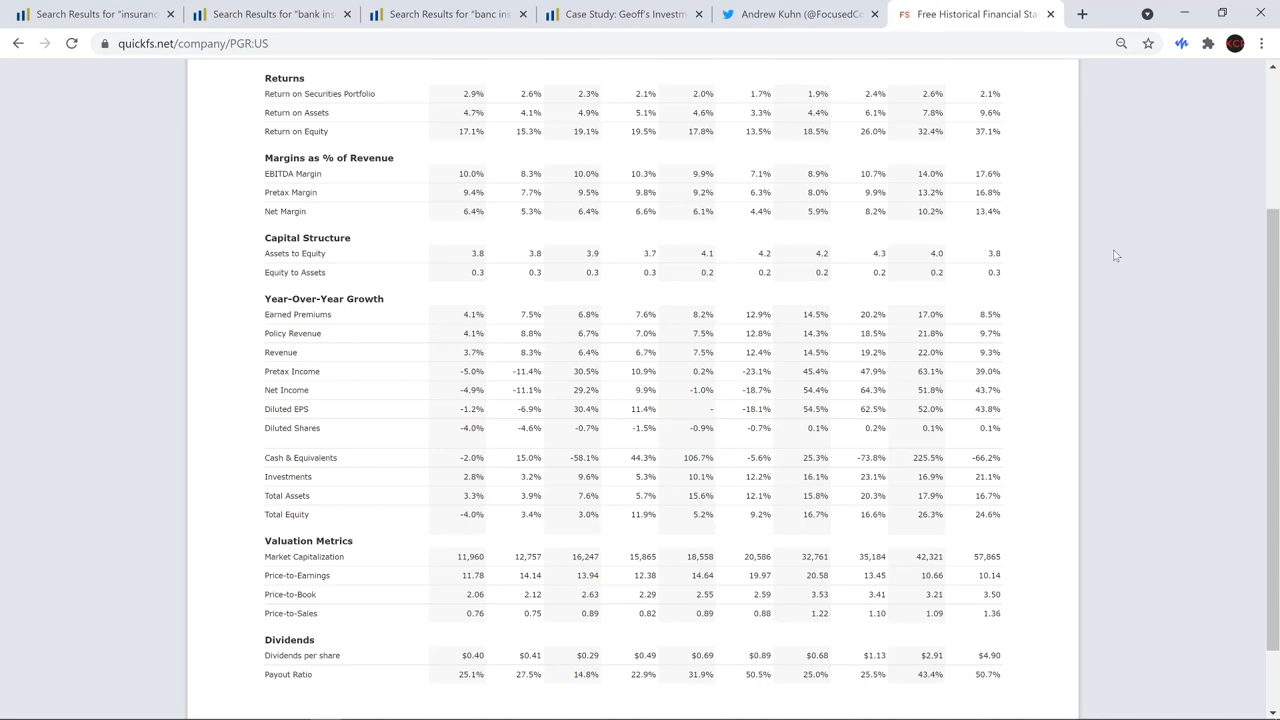 Search Results for "insuranc
Search Results for "bank ins
Search Results for "banc ins
Case Study: Geoff's Investm
Andrew Kuhn (@FocusedCo
FS Free Historical Financial Sta
quickfs.net/company/PGR:US
Returns
Return on Securities Portfolio 2.9% 2.6% 2.3% 2.1% 2.0% 1.7% 1.9% 2.4% 2.6% 2.1%
Return on Assets 4.7% 4.1% 4.9% 5.1% 4.6% 3.3% 4.4% 6.1% 7.8% 9.6%
Return on Equity 17.1% 15.3% 19.1% 19.5% 17.8% 13.5% 18.5% 26.0% 32.4% 37.1%
Margins as % of Revenue
EBITDA Margin 10.0% 8.3% 10.0% 10.3% 9.9% 7.1% 8.9% 10.7% 14.0% 17.6%
Pretax Margin 9.4% 7.7% 9.5% 9.8% 9.2% 6.3% 8.0% 9.9% 13.2% 16.8%
Net Margin 6.4% 5.3% 6.4% 6.6% 6.1% 4.4% 5.9% 8.2% 10.2% 13.4%
Capital Structure
Assets to Equity 3.8 3.8 3.9 3.7 4.1 4.2 4.2 4.3 4.0 3.8
Equity to Assets 0.3 0.3 0.3 0.3 0.2 0.2 0.2 0.2 0.2 0.3
Year-Over-Year Growth
Earned Premiums 4.1% 7.5% 6.8% 7.6% 8.2% 12.9% 14.5% 20.2% 17.0% 8.5%
Policy Revenue 4.1% 8.8% 6.7% 7.0% 7.5% 12.8% 14.3% 18.5% 21.8% 9.7%
Revenue 3.7% 8.3% 6.4% 6.7% 7.5% 12.4% 14.5% 19.2% 22.0% 9.3%
Pretax Income -5.0% -11.4% 30.5% 10.9% 0.2% -23.1% 45.4% 47.9% 63.1% 39.0%
Net Income -4.9% -11.1% 29.2% 9.9% -1.0% -18.7% 54.4% 64.3% 51.8% 43.7%
Diluted EPS -1.2% -6.9% 30.4% 11.4% - -18.1% 54.5% 62.5% 52.0% 43.8%
Diluted Shares -4.0% -4.6% -0.7% -1.5% -0.9% -0.7% 0.1% 0.2% 0.1% 0.1%
Cash & Equivalents -2.0% 15.0% -58.1% 44.3% 106.7% -5.6% 25.3% -73.8% 225.5% -66.2%
Investments 2.8% 3.2% 9.6% 5.3% 10.1% 12.2% 16.1% 23.1% 16.9% 21.1%
Total Assets 3.3% 3.9% 7.6% 5.7% 15.6% 12.1% 15.8% 20.3% 17.9% 16.7%
Total Equity -4.0% 3.4% 3.0% 11.9% 5.2% 9.2% 16.7% 16.6% 26.3% 24.6%
Valuation Metrics
Market Capitalization 11,960 12,757 16,247 15,865 18,558 20,586 32,761 35,184 42,321 57,865
Price-to-Earnings 11.78 14.14 13.94 12.38 14.64 19.97 20.58 13.45 10.66 10.14
Price-to-Book 2.06 2.12 2.63 2.29 2.55 2.59 3.53 3.41 3.21 3.50
Price-to-Sales 0.76 0.75 0.89 0.82 0.89 0.88 1.22 1.10 1.09 1.36
Dividends
Dividends per share $0.40 $0.41 $0.29 $0.49 $0.69 $0.89 $0.68 $1.13 $2.91 $4.90
Payout Ratio 25.1% 27.5% 14.8% 22.9% 31.9% 50.5% 25.0% 25.5% 43.4% 50.7%